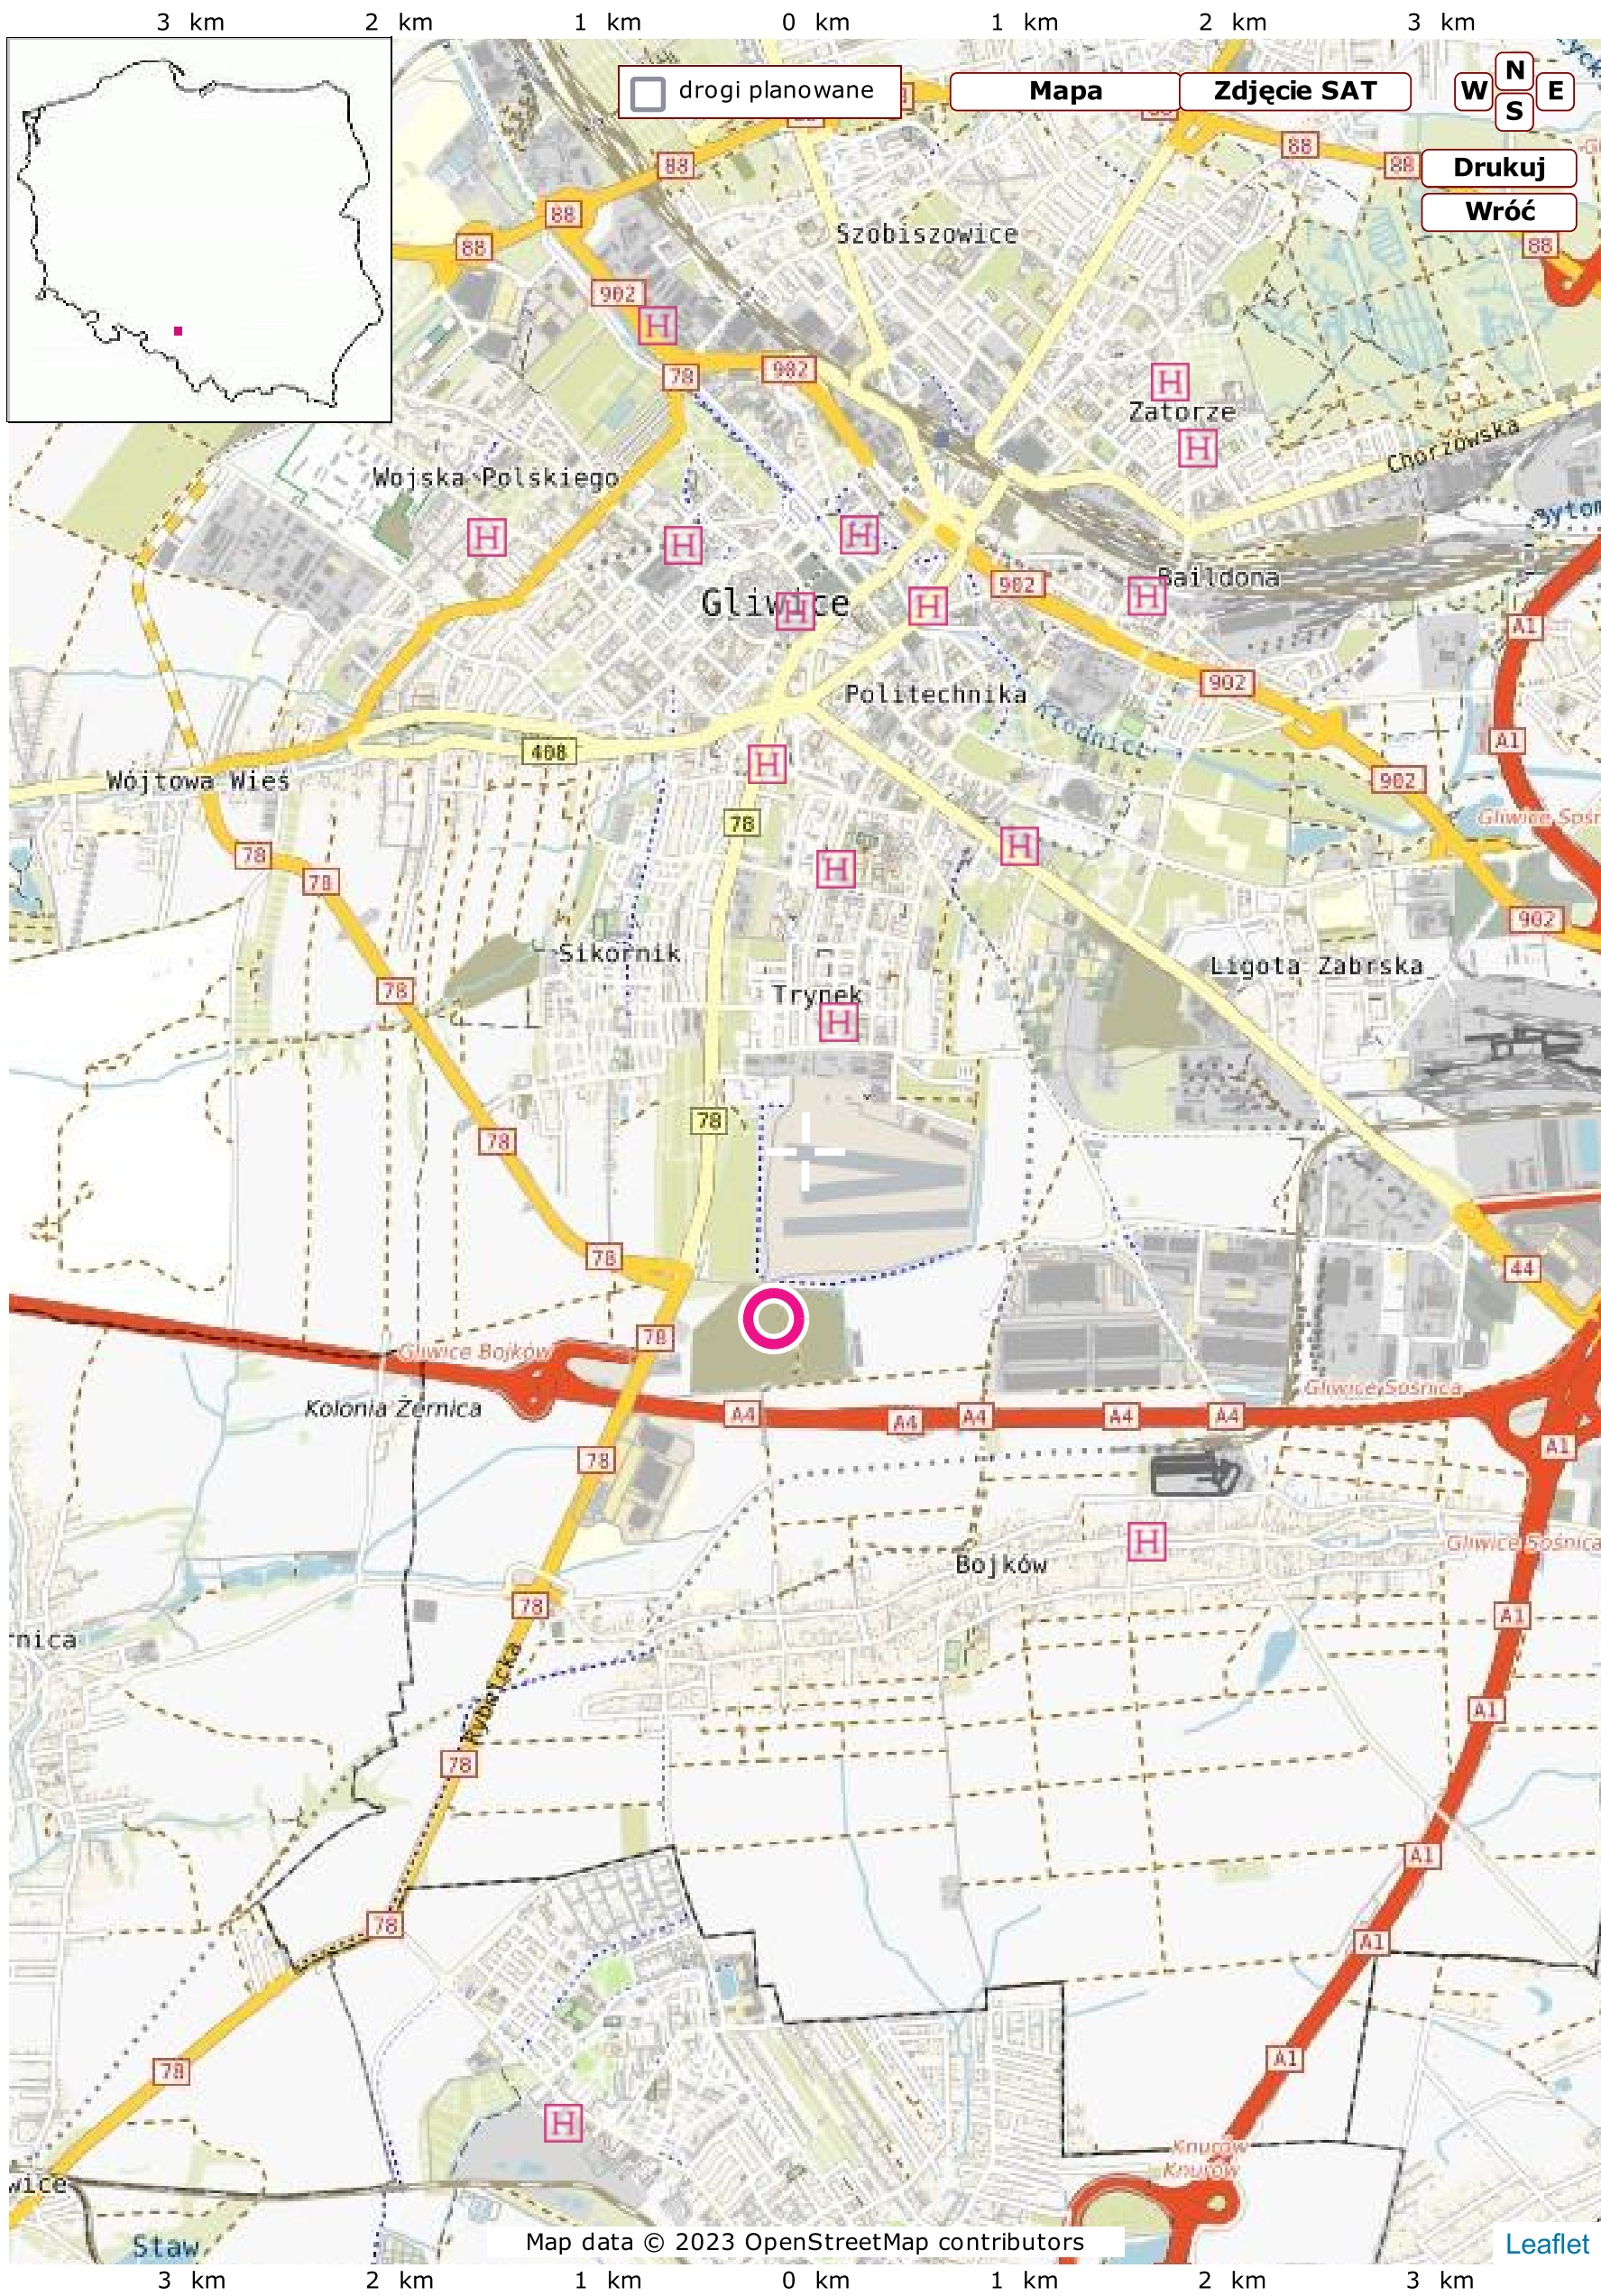 3 km 2 km 1 km 0 km 1 km 2 km 3 km
drogi planowane
Mapa
Zdjęcie SAT
N
W E
S
Drukuj
Wróć
88
88
88
88
88
88
Szobiszowice
902
78
902
Zatorze
Chorzowska
Wojska Polskiego
H
H
H
H
H
H
H
H
H
Gliwice
902
Baildona
A1
Politechnika
902
Kłodnica
A1
408
Wójtowa Wieś
H
902
78
78
78
H
H
902
Sikornik
78
Ligota Zabrska
Trynek
H
78
78
78
44
78
Gliwice Bojków
Gliwice Sośnica
Kolonia Żernica
A4
A4
A4
A4
A4
A1
78
H
Gliwice Sośnica
Bojków
78
A1
Rybnicka
A1
78
A1
78
A1
78
A1
H
Knurów
Knurów
Staw
Map data © 2023 OpenStreetMap contributors
Leaflet
3 km 2 km 1 km 0 km 1 km 2 km 3 km